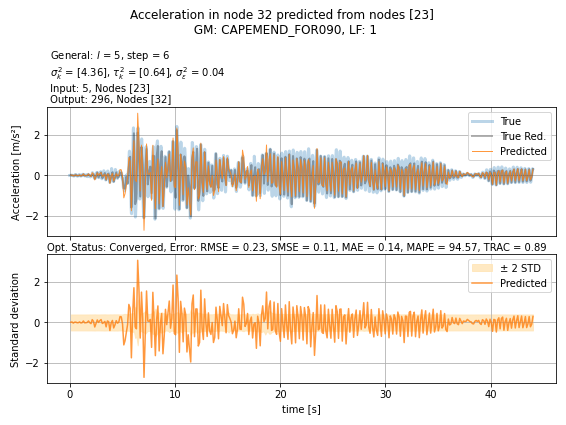 Acceleration in node 32 predicted from nodes [23]
GM: CAPEMEND_FOR090, LF: 1
General: l = 5, step = 6
σ²ₖ = [4.36], τ²ₖ = [0.64], σ²ε = 0.04
Input: 5, Nodes [23]
Output: 296, Nodes [32]
Acceleration [m/s²]
2
0
−2
True
True Red.
Predicted
Opt. Status: Converged, Error: RMSE = 0.23, SMSE = 0.11, MAE = 0.14, MAPE = 94.57, TRAC = 0.89
Standard deviation
2
0
−2
± 2 STD
Predicted
0 10 20 30 40
time [s]